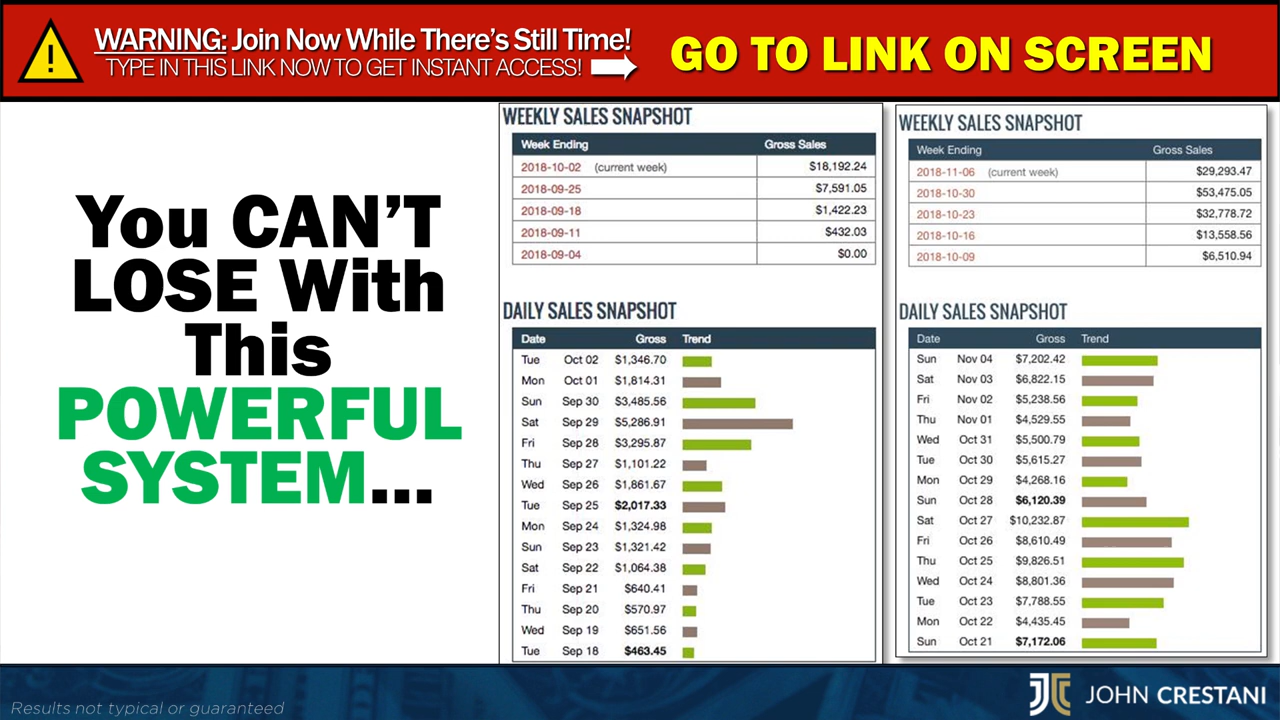 WARNING: Join Now While There's Still Time!
TYPE IN THIS LINK NOW TO GET INSTANT ACCESS!
GO TO LINK ON SCREEN
You CAN'T
LOSE With
This
POWERFUL
SYSTEM...
WEEKLY SALES SNAPSHOT
Week Ending Gross Sales
2018-10-02 (current week) $18,192.24
2018-09-25 $7,591.05
2018-09-18 $1,422.23
2018-09-11 $432.03
2018-09-04 $0.00
DAILY SALES SNAPSHOT
Date Gross Trend
Tue Oct 02 $1,346.70
Mon Oct 01 $1,814.31
Sun Sep 30 $3,485.56
Sat Sep 29 $5,286.91
Fri Sep 28 $3,295.87
Thu Sep 27 $1,101.22
Wed Sep 26 $1,861.67
Tue Sep 25 $2,017.33
Mon Sep 24 $1,324.98
Sun Sep 23 $1,321.42
Sat Sep 22 $1,064.38
Fri Sep 21 $640.41
Thu Sep 20 $570.97
Wed Sep 19 $651.56
Tue Sep 18 $463.45
WEEKLY SALES SNAPSHOT
Week Ending Gross Sales
2018-11-06 (current week) $29,293.47
2018-10-30 $53,475.05
2018-10-23 $32,778.72
2018-10-16 $13,558.56
2018-10-09 $6,510.94
DAILY SALES SNAPSHOT
Date Gross Trend
Sun Nov 04 $7,202.42
Sat Nov 03 $6,822.15
Fri Nov 02 $5,238.56
Thu Nov 01 $4,529.55
Wed Oct 31 $5,500.79
Tue Oct 30 $5,615.27
Mon Oct 29 $4,268.16
Sun Oct 28 $6,120.39
Sat Oct 27 $10,232.87
Fri Oct 26 $8,610.49
Thu Oct 25 $9,826.51
Wed Oct 24 $8,801.36
Tue Oct 23 $7,788.55
Mon Oct 22 $4,435.45
Sun Oct 21 $7,172.06
Results not typical or guaranteed
JOHN CRESTANI